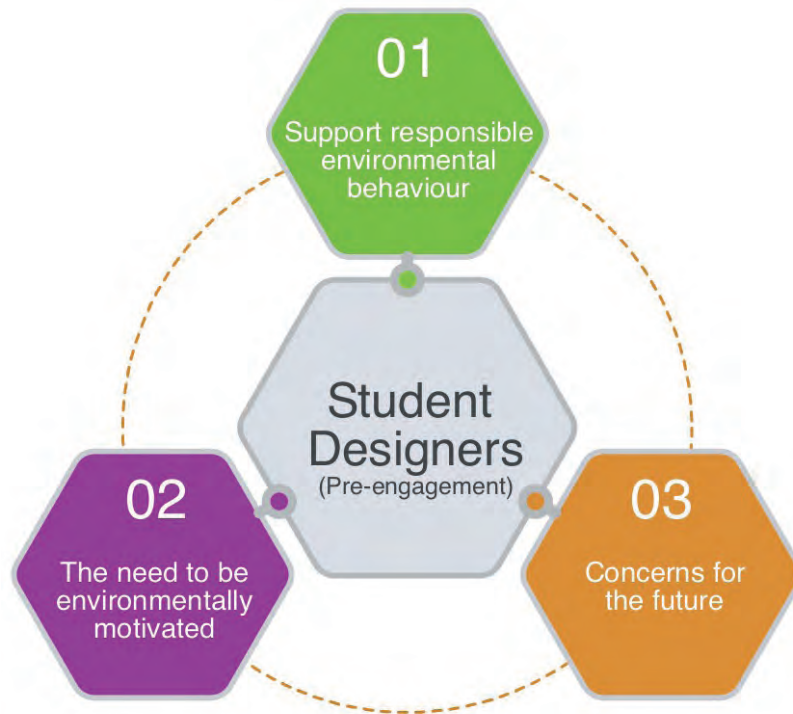 01
Support responsible
environmental
behaviour
Student
Designers
(Pre-engagement)
02
The need to be
environmentally
motivated
03
Concerns for
the future